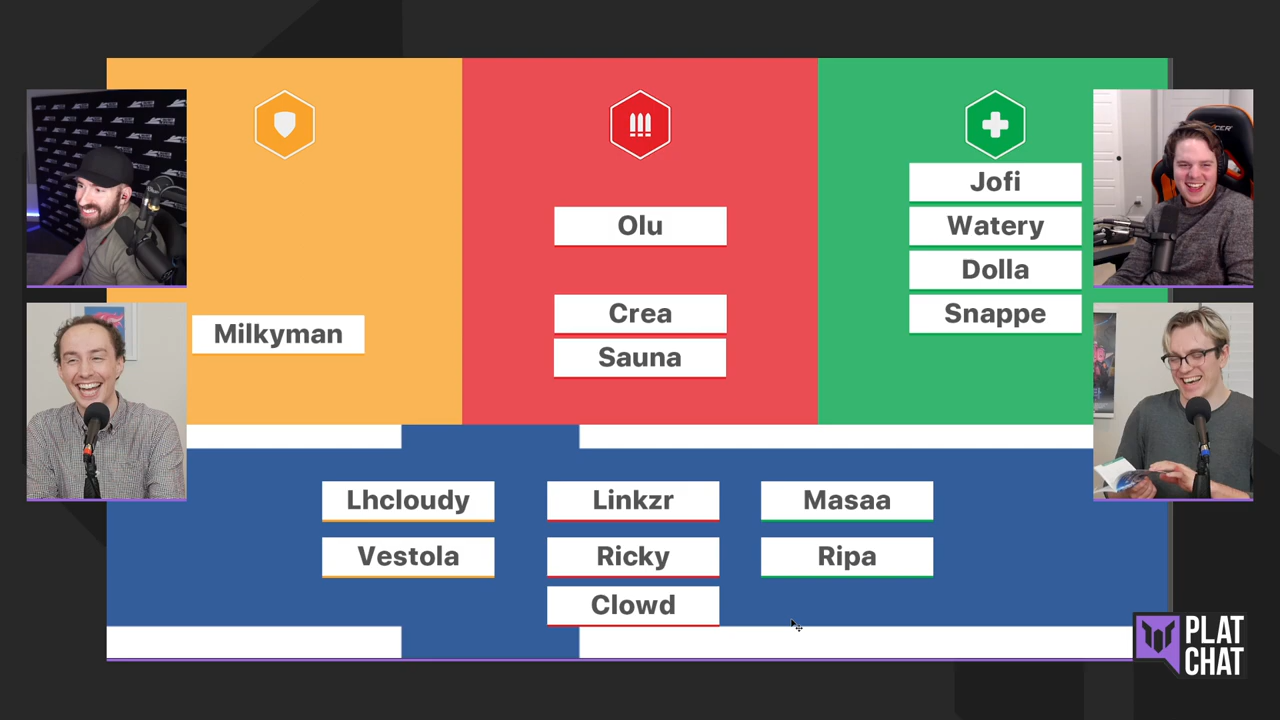 Jofi
Olu
Watery
Dolla
Crea
Snappe
Milkyman
Sauna
Lhcloudy
Linkzr
Masaa
Vestola
Ricky
Ripa
Clowd
PLAT
CHAT